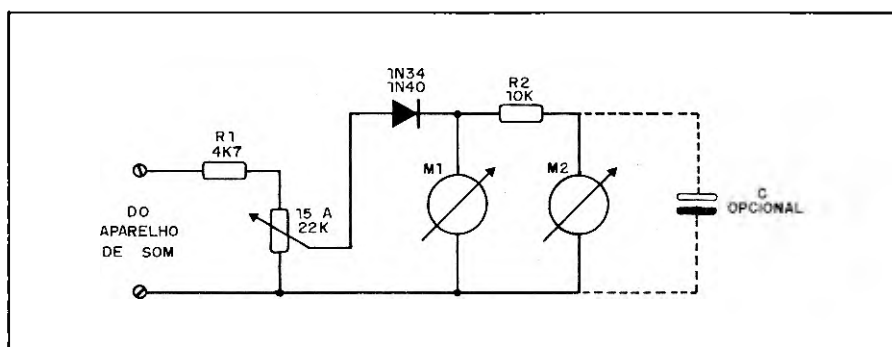 1N34
1N40
R2
10K
R1
4K7
M1
M2
C
OPCIONAL
15 A
22K
DO
APARELHO
DE SOM